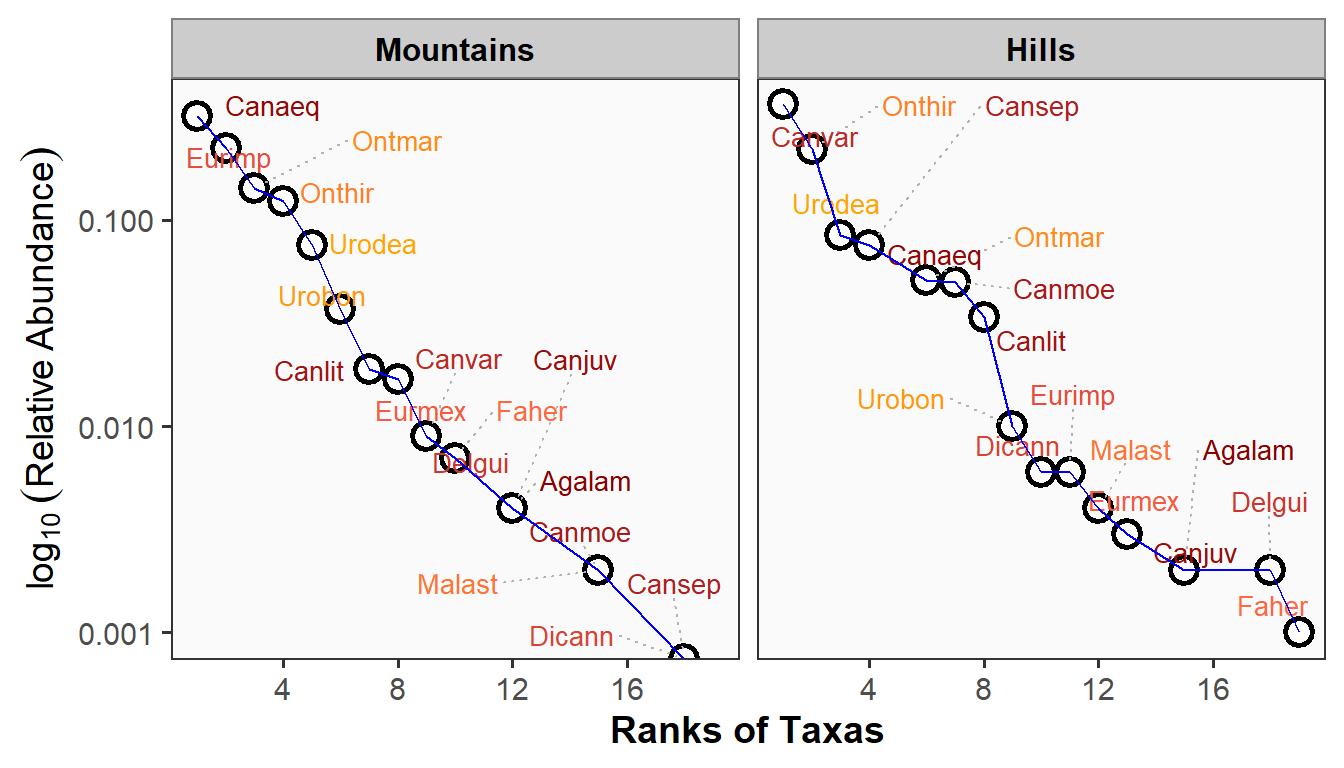 Mountains
Hills
log10 (Relative Abundance)
0.100
0.010
0.001
Canaeq
Ontmar
Eurimp
Onthir
Urodea
Urobon
Canlit
Canvar
Canjuv
Eurmex
Faher
Delgui
Agalam
Canmoe
Malast
Cansep
Dicann
4 8 12 16
Onthir
Cansep
Canvar
Urodea
Ontmar
Canaeq
Canmoe
Canlit
Urobon
Eurimp
Dicann
Malast
Agalam
Eurmex
Delgui
Canjuv
Faher
4 8 12 16
Ranks of Taxas